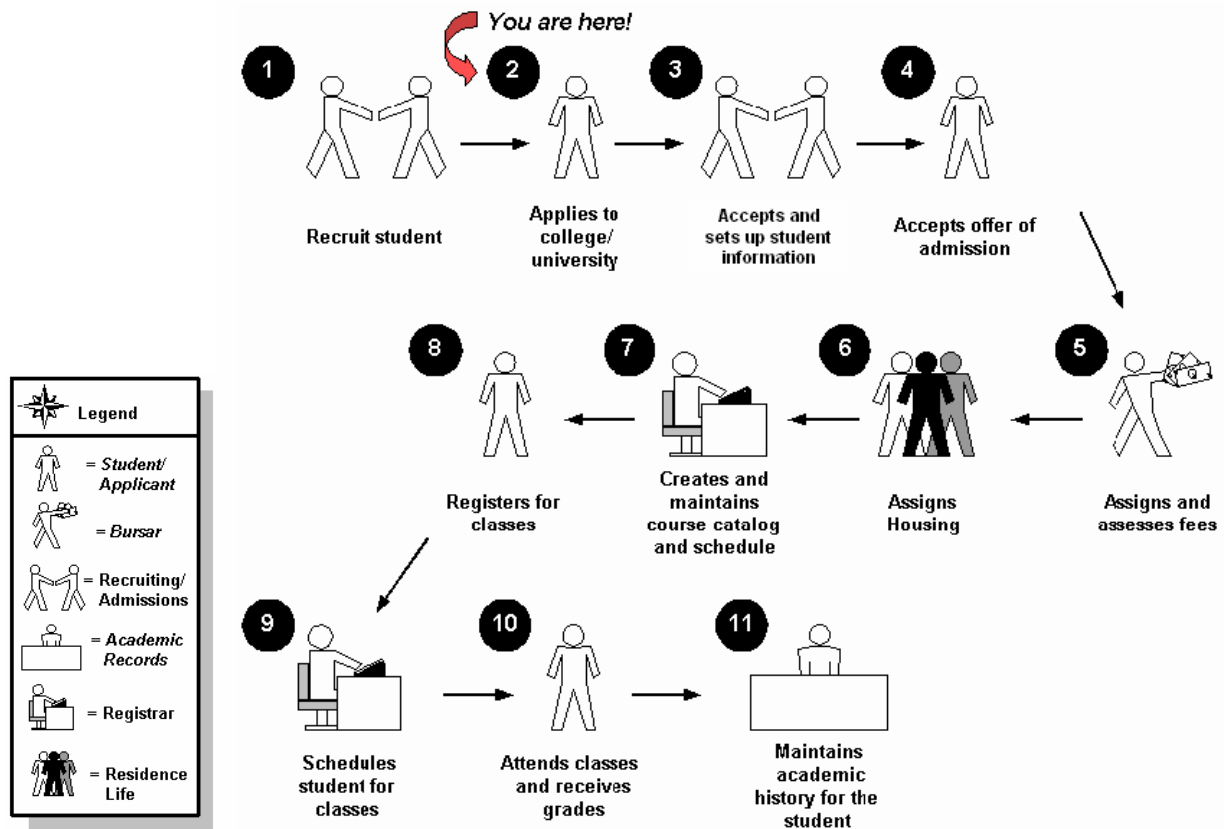 You are here!
1
2
3
4
Recruit student
Applies to
college/
university
Accepts and
sets up student
information
Accepts offer of
admission
8
7
6
5
Registers for
classes
Creates and
maintains
course catalog
and schedule
Assigns
Housing
Assigns and
assesses fees
Legend
= Student/
Applicant
= Bursar
= Recruiting/
Admissions
= Academic
Records
= Registrar
= Residence
Life
9
10
11
Schedules
student for
classes
Attends classes
and receives
grades
Maintains
academic
history for the
student